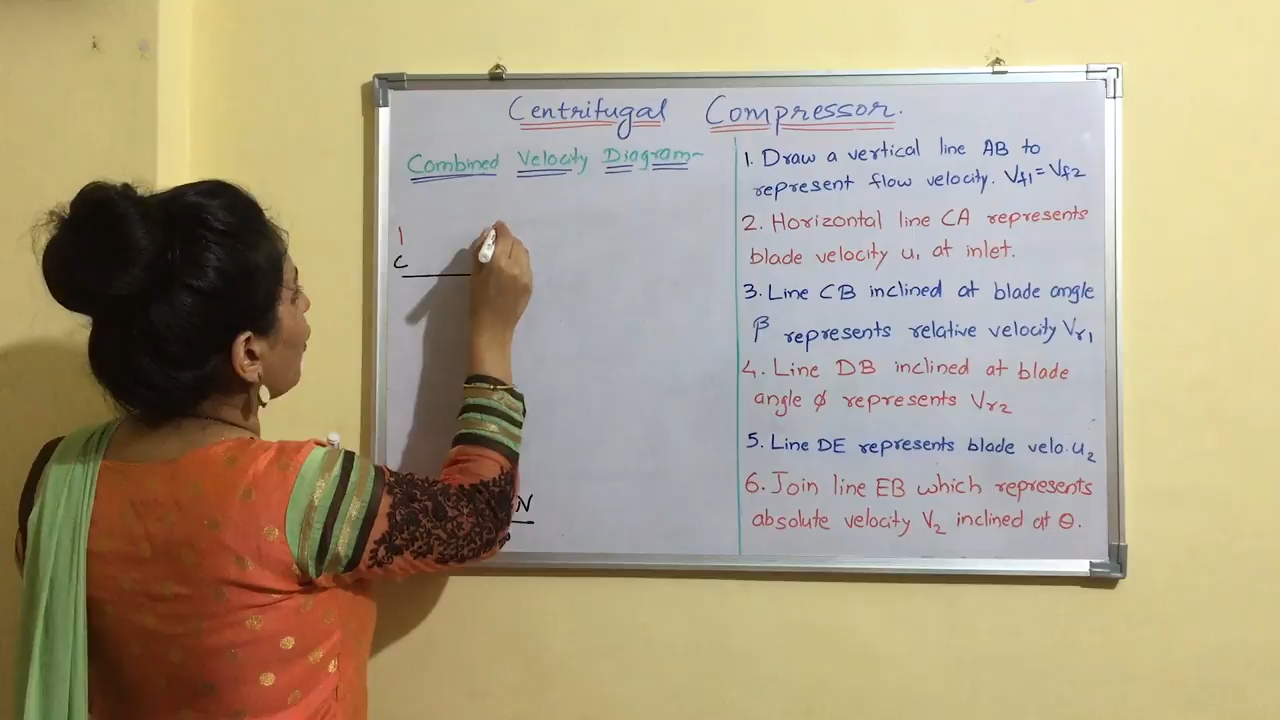 Centrifugal Compressor.
Combined Velocity Diagram-
1
C
N
1. Draw a vertical line AB to
represent flow velocity. Vf1 = Vf2
2. Horizontal line CA represents
blade velocity u1 at inlet.
3. Line CB inclined at blade angle
β represents relative velocity Vr1
4. Line DB inclined at blade
angle ϕ represents Vr2
5. Line DE represents blade velo. u2
6. Join line EB which represents
absolute velocity V2 inclined at θ.